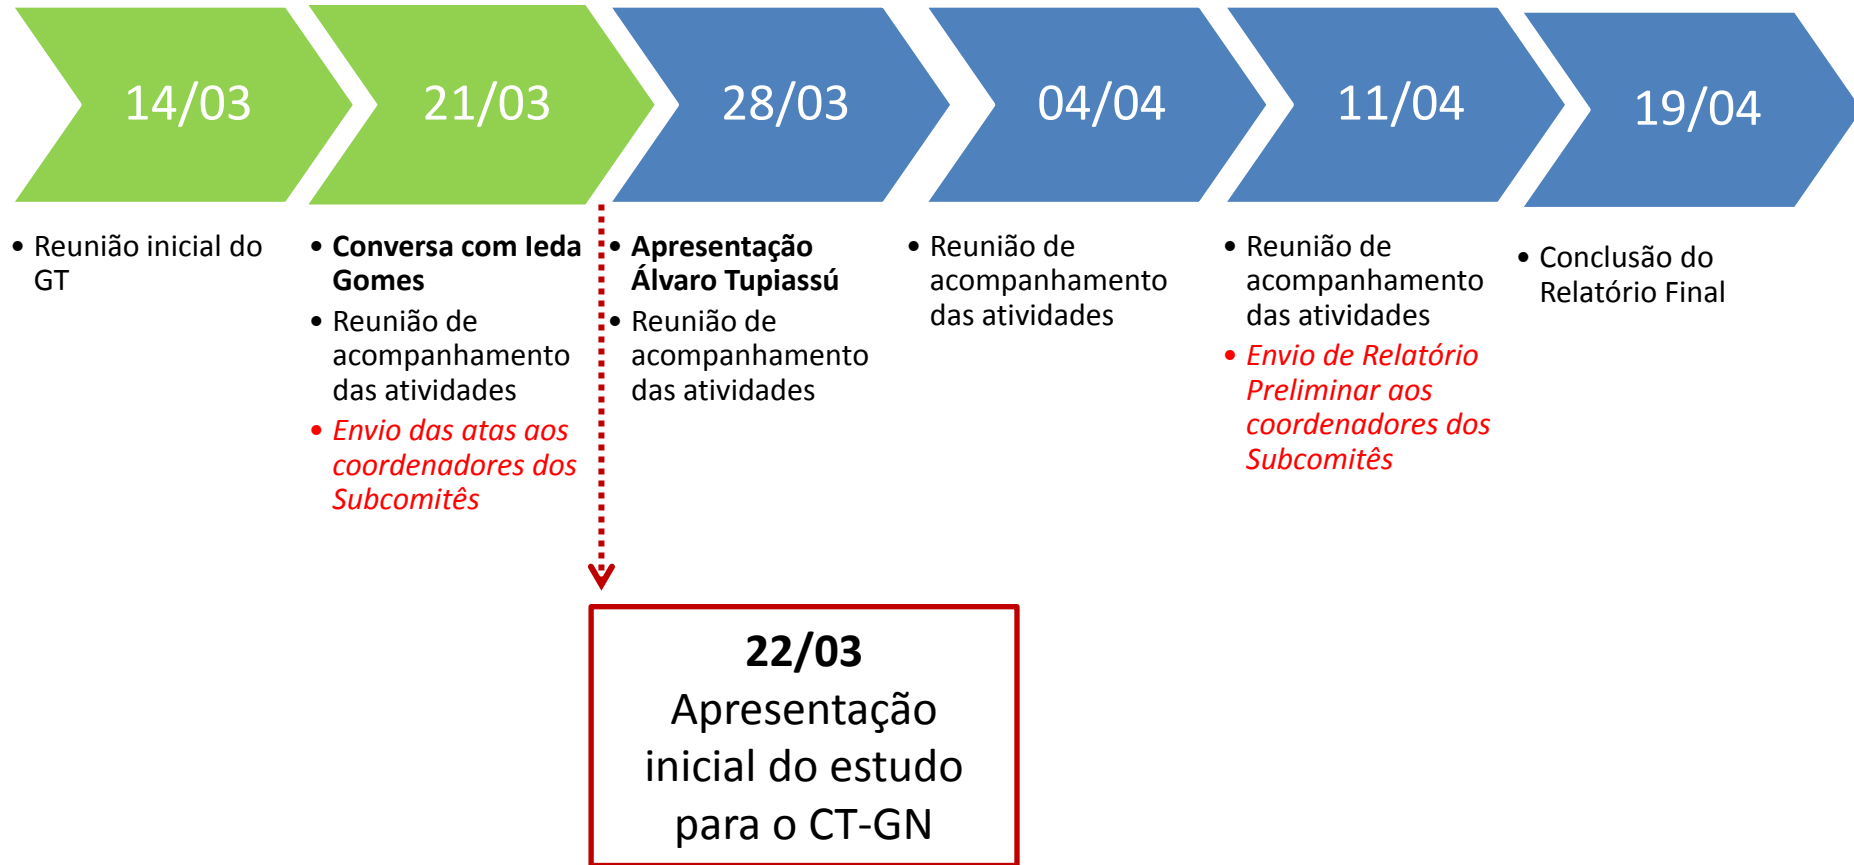 14/03
21/03
28/03
04/04
11/04
19/04
• Reunião inicial do
GT
• Conversa com Ieda
Gomes
• Reunião de
acompanhamento
das atividades
• Envio das atas aos
coordenadores dos
Subcomitês
• Apresentação
Álvaro Tupiassú
• Reunião de
acompanhamento
das atividades
• Reunião de
acompanhamento
das atividades
• Reunião de
acompanhamento
das atividades
• Envio de Relatório
Preliminar aos
coordenadores dos
Subcomitês
• Conclusão do
Relatório Final
22/03
Apresentação
inicial do estudo
para o CT-GN